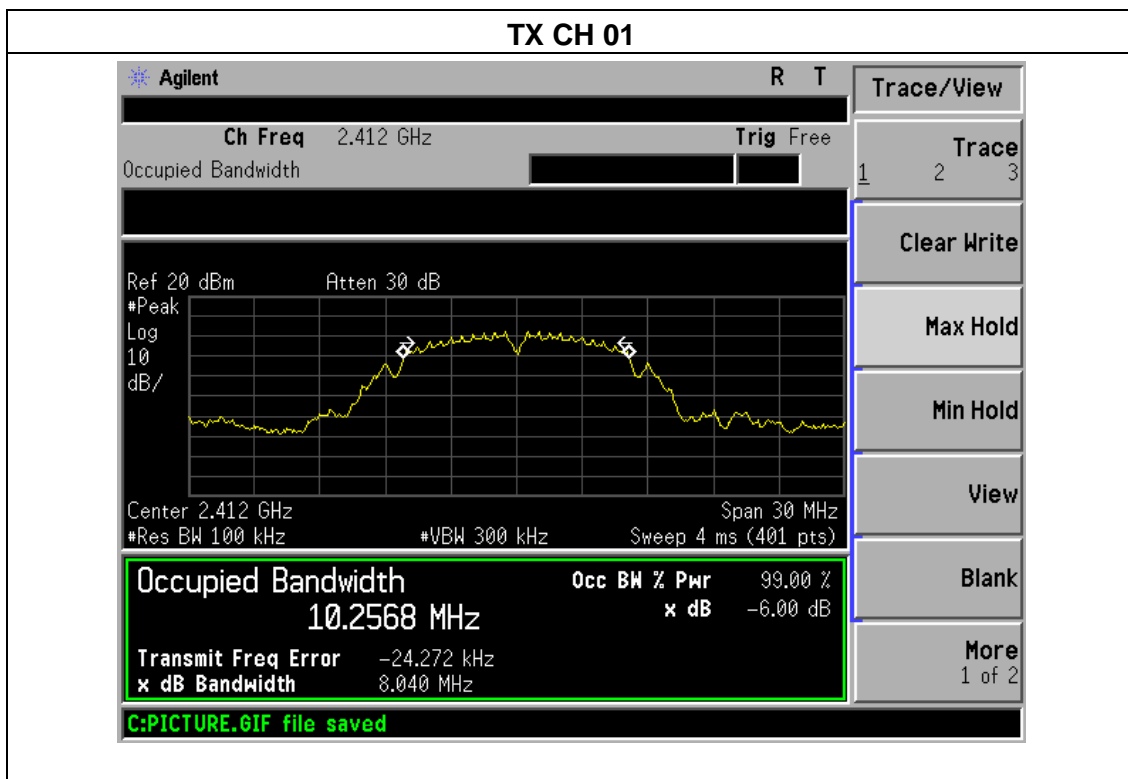 TX CH 01
Agilent R T
Ch Freq 2.412 GHz Trig Free
Occupied Bandwidth
Ref 20 dBm Atten 30 dB
#Peak
Log
10
dB/
Center 2.412 GHz Span 30 MHz
#Res BW 100 kHz #VBW 300 kHz Sweep 4 ms (401 pts)
Occupied Bandwidth Occ BW % Pwr 99.00 %
10.2568 MHz x dB -6.00 dB
Transmit Freq Error -24.272 kHz
x dB Bandwidth 8.040 MHz
C:PICTURE.GIF file saved
Trace/View
Trace
1 2 3
Clear Write
Max Hold
Min Hold
View
Blank
More
1 of 2